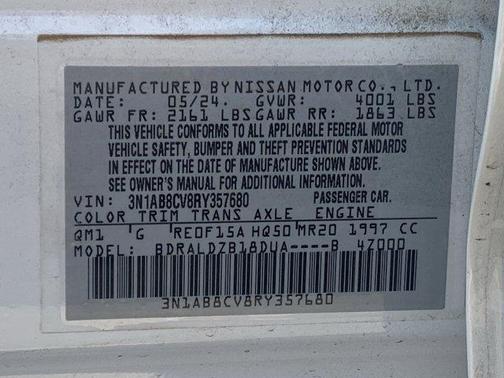 MANUFACTURED BY NISSAN MOTOR CO., LTD.
DATE: 05/24. GVWR: 4001 LBS
GAWR FR: 2161 LBS GAWR RR: 1863 LBS
THIS VEHICLE CONFORMS TO ALL APPLICABLE FEDERAL MOTOR
VEHICLE SAFETY, BUMPER AND THEFT PREVENTION STANDARDS
IN EFFECT ON THE DATE OF MANUFACTURE SHOWN ABOVE.
SEE OWNER'S MANUAL FOR ADDITIONAL INFORMATION.
VIN: 3N1AB8CV8RY357680 PASSENGER CAR.
COLOR TRIM TRANS AXLE ENGINE
QM1 G RE0F15A HQ50 MR20 1997 CC
MODEL: BDRALDZB18DUA----B 4Z000
3N1AB8CV8RY357680